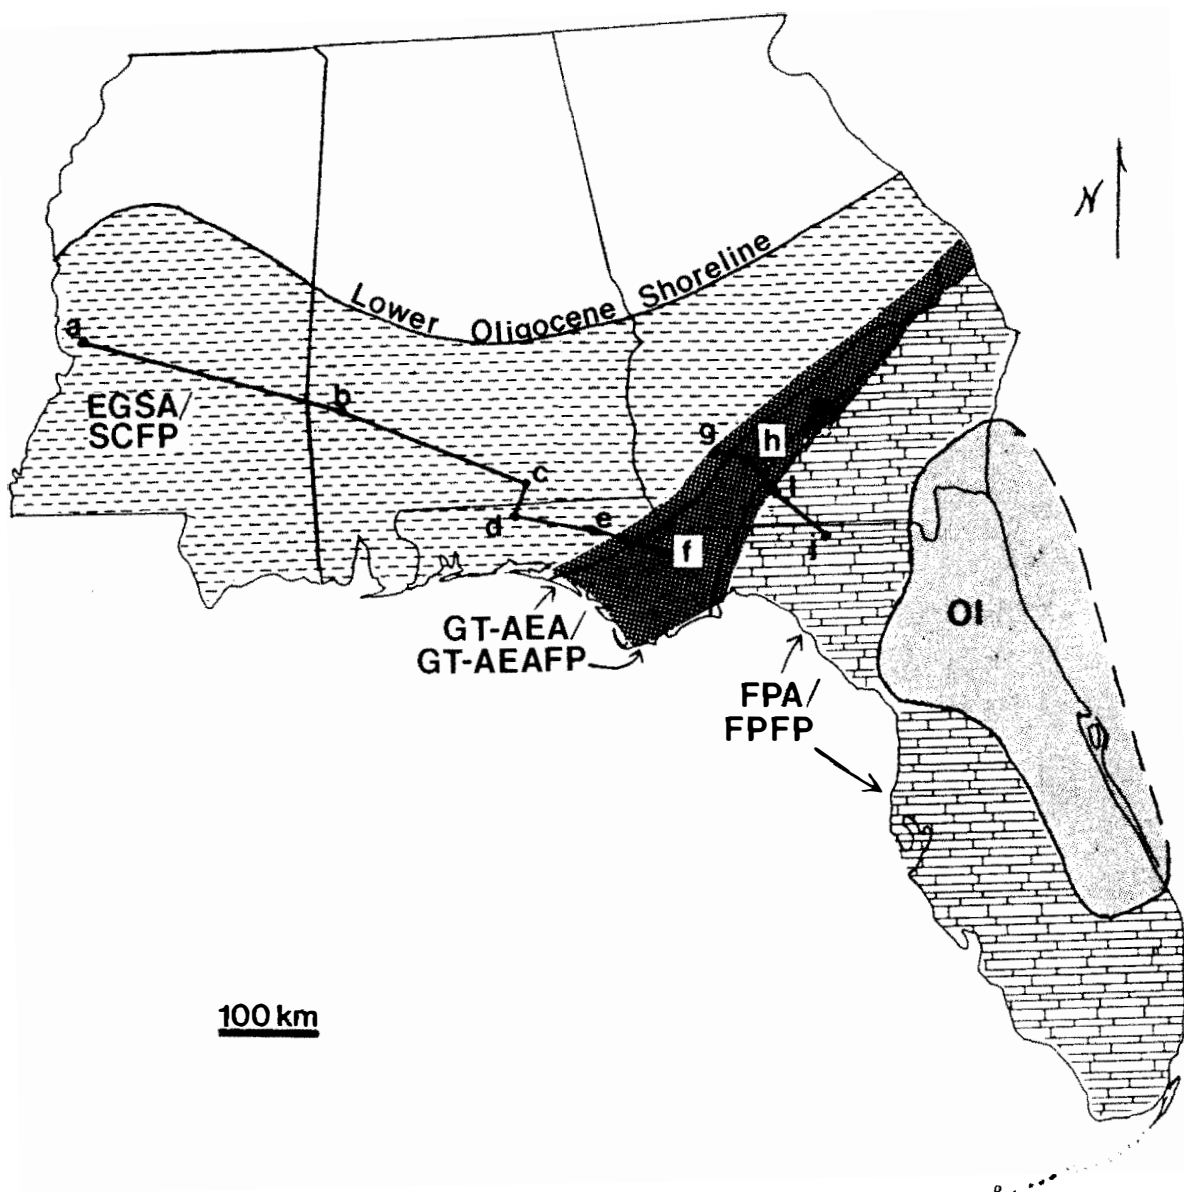 N
Lower Oligocene Shoreline
a
EGSA/
SCFP
b
g
h
c
i
d
e
f
j
OI
GT-AEA/
GT-AEAFP
FPA/
FPFP
100 km